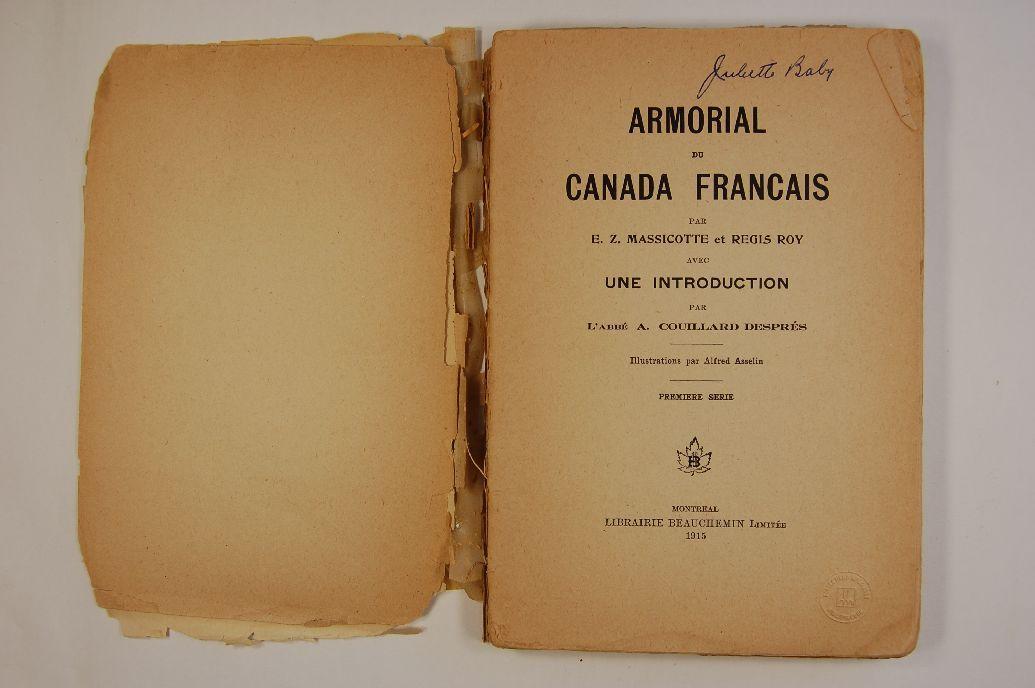 Juliette Baby
ARMORIAL
DU
CANADA FRANCAIS
PAR
E. Z. MASSICOTTE et REGIS ROY
AVEC
UNE INTRODUCTION
PAR
L'ABBÉ A. COUILLARD DESPRÉS
Illustrations par Alfred Asselin
PREMIERE SERIE
MONTREAL
LIBRAIRIE BEAUCHEMIN LIMITÉE
1915